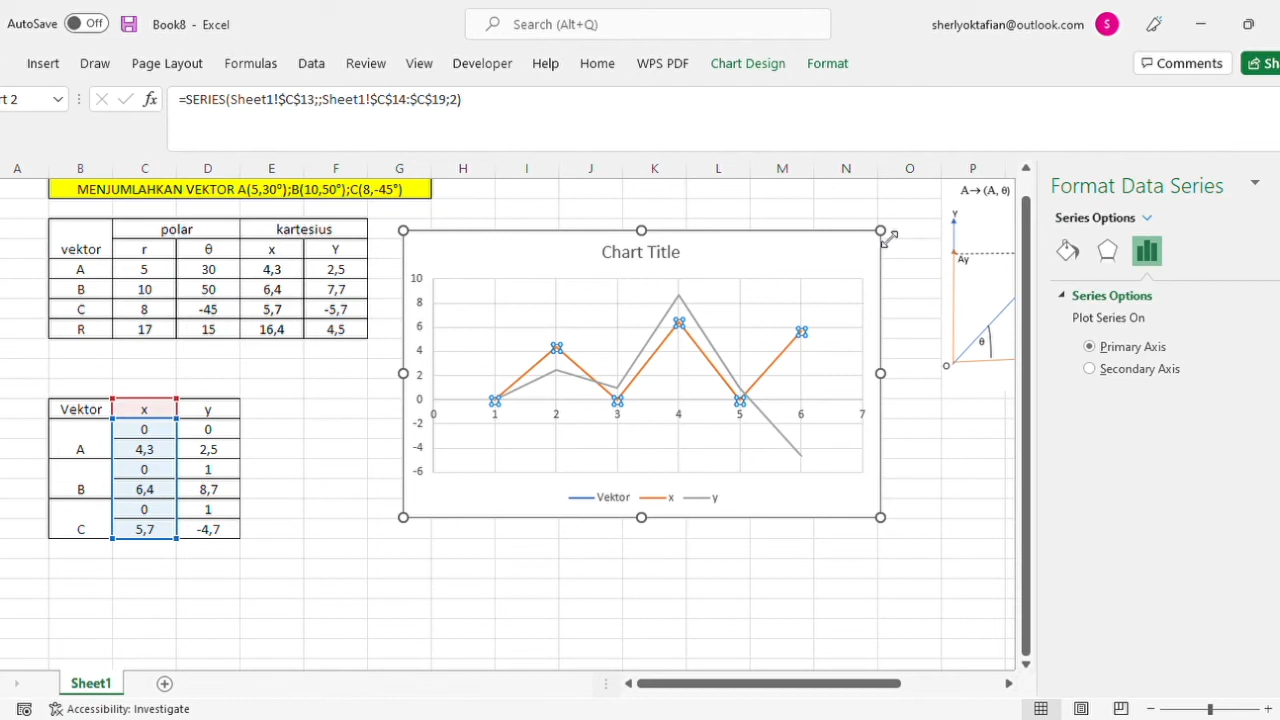 AutoSave Off Book8 - Excel Search (Alt+Q) sherlyoktafian@outlook.com S
Insert Draw Page Layout Formulas Data Review View Developer Help Home WPS PDF Chart Design Format Comments Sh
rt 2 fx =SERIES(Sheet1!$C$13;;Sheet1!$C$14:$C$19;2)
A B C D E F G H I J K L M N O P
MENJUMLAHKAN VEKTOR A(5,30⁰);B(10,50°);C(8,-45°)
vektor polar kartesius
r θ x Y
A 5 30 4,3 2,5
B 10 50 6,4 7,7
C 8 -45 5,7 -5,7
R 17 15 16,4 4,5
Vektor x y
0 0
A 4,3 2,5
0 1
B 6,4 8,7
0 1
C 5,7 -4,7
Chart Title
10
8
6
4
2
0
-2
-4
-6
0 1 2 3 4 5 6 7
Vektor x y
A→ (A, θ)
Y
Ay
θ
O
Format Data Series
Series Options
Series Options
Plot Series On
Primary Axis
Secondary Axis
Sheet1
Accessibility: Investigate